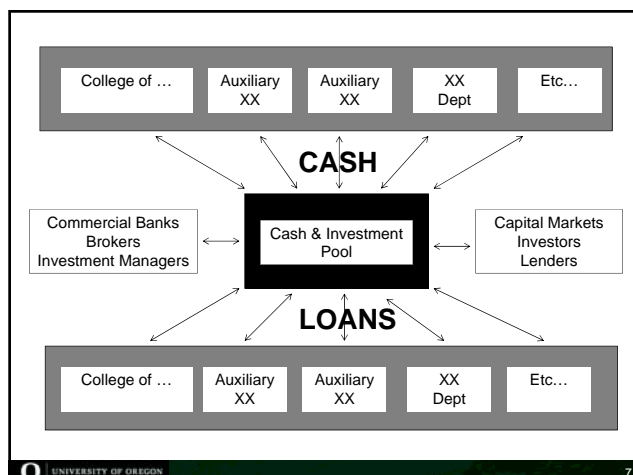 College of …
Auxiliary
XX
Auxiliary
XX
XX
Dept
Etc…
CASH
Commercial Banks
Brokers
Investment Managers
Cash & Investment
Pool
Capital Markets
Investors
Lenders
LOANS
College of …
Auxiliary
XX
Auxiliary
XX
XX
Dept
Etc…
O UNIVERSITY OF OREGON
7